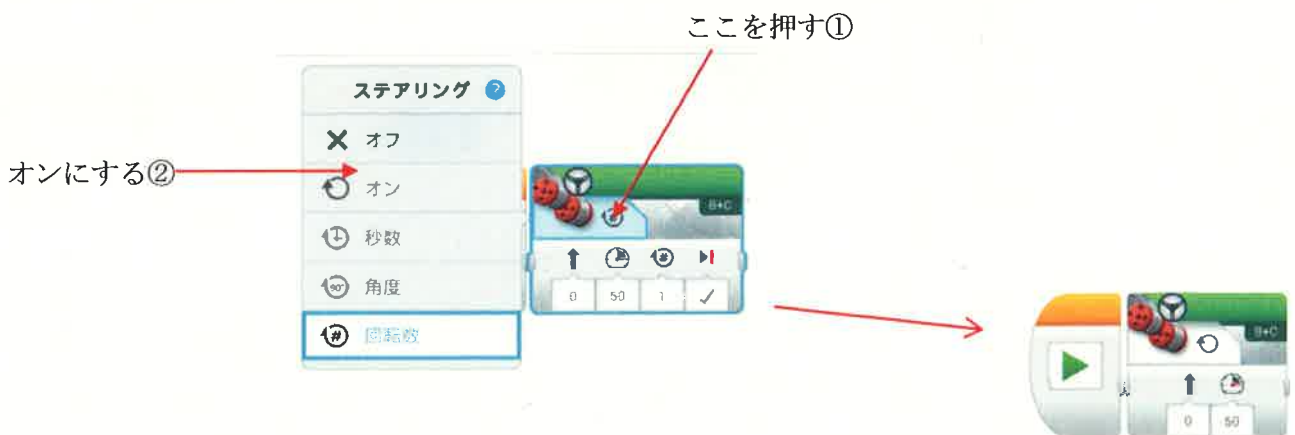 ここを押す①
ステアリング ?
オフ
オンにする②
オン
秒数
角度
回転数
B+C
0 50 1
B+C
0 50